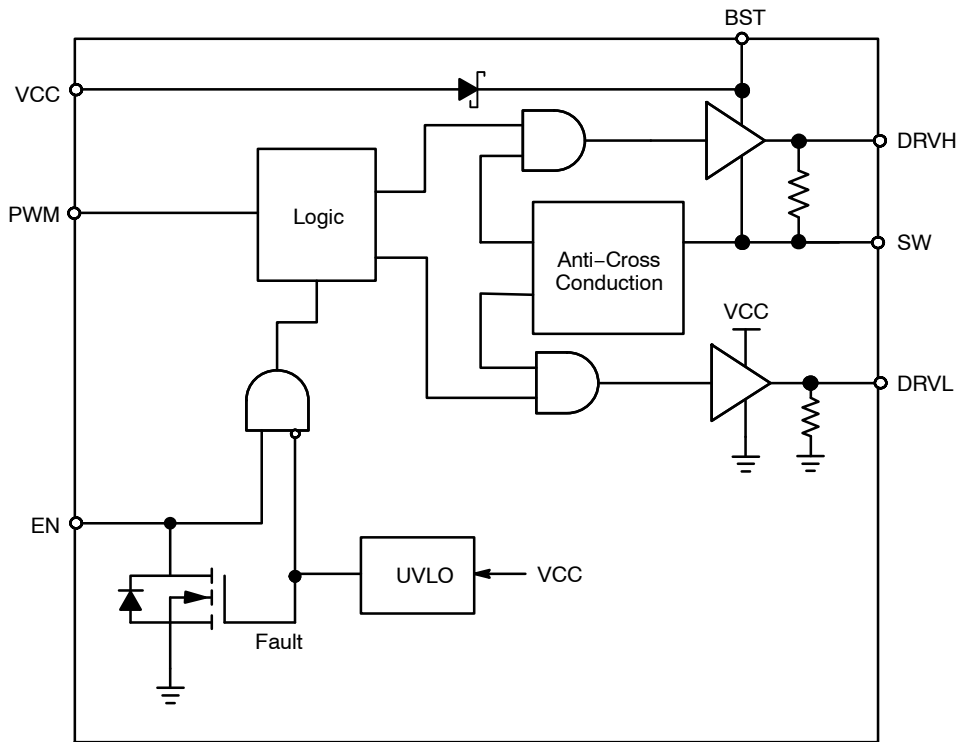 BST
VCC
DRVH
Logic
PWM
SW
Anti−Cross
Conduction
VCC
DRVL
EN
UVLO
VCC
Fault